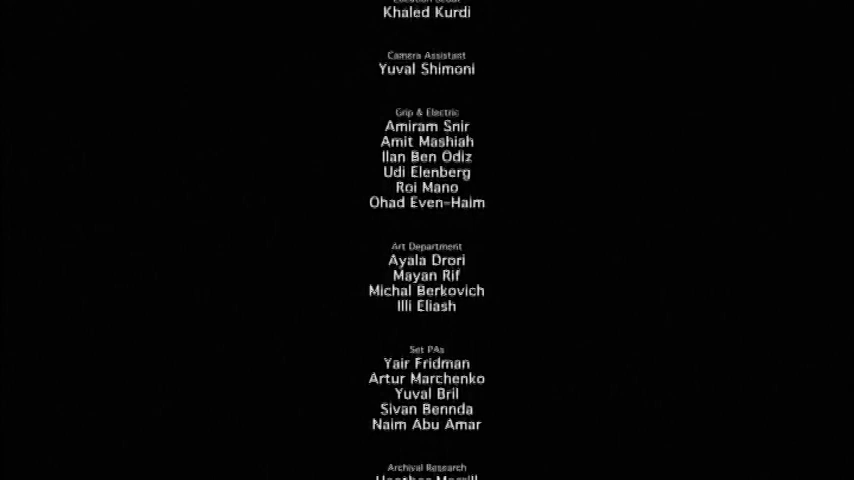 Location Scout
Khaled Kurdi
Camera Assistant
Yuval Shimoni
Grip & Electric
Amiram Snir
Amit Mashiah
Ilan Ben Odiz
Udi Elenberg
Roi Mano
Ohad Even-Haim
Art Department
Ayala Drori
Mayan Rif
Michal Berkovich
Illi Eliash
Set PAs
Yair Fridman
Artur Marchenko
Yuval Bril
Sivan Bennda
Naim Abu Amar
Archival Research